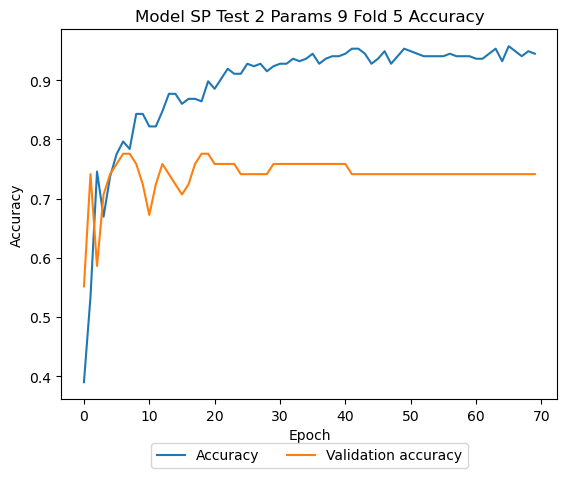 Model SP Test 2 Params 9 Fold 5 Accuracy
Accuracy
0.9
0.8
0.7
0.6
0.5
0.4
0 10 20 30 40 50 60 70
Epoch
Accuracy Validation accuracy